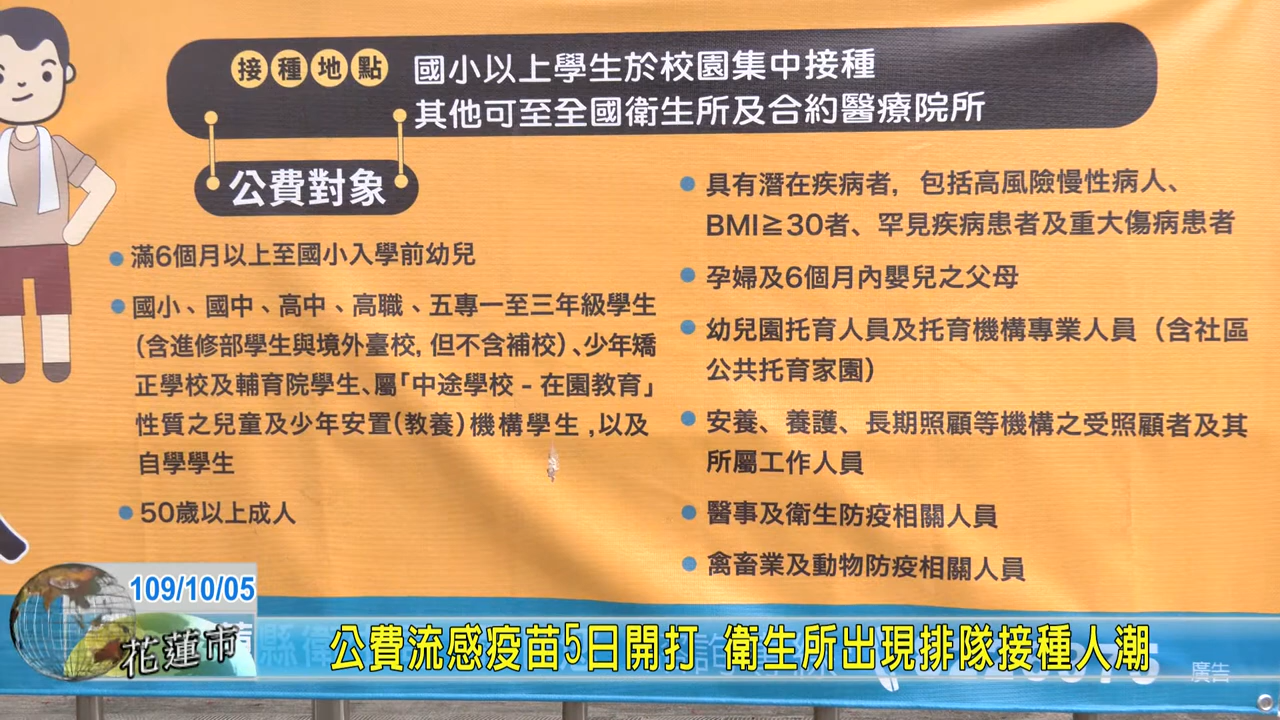 接種地點
國小以上學生於校園集中接種
其他可至全國衛生所及合約醫療院所
公費對象
滿6個月以上至國小入學前幼兒
國小、國中、高中、高職、五專一至三年級學生
(含進修部學生與境外臺校,但不含補校)、少年矯
正學校及輔育院學生、屬「中途學校-在園教育」
性質之兒童及少年安置(教養)機構學生,以及
自學學生
50歲以上成人
具有潛在疾病者,包括高風險慢性病人、
BMI≧30者、罕見疾病患者及重大傷病患者
孕婦及6個月內嬰兒之父母
幼兒園托育人員及托育機構專業人員(含社區
公共托育家園)
安養、養護、長期照顧等機構之受照顧者及其
所屬工作人員
醫事及衛生防疫相關人員
禽畜業及動物防疫相關人員
109/10/05
花蓮市
公費流感疫苗5日開打 衛生所出現排隊接種人潮
廣告